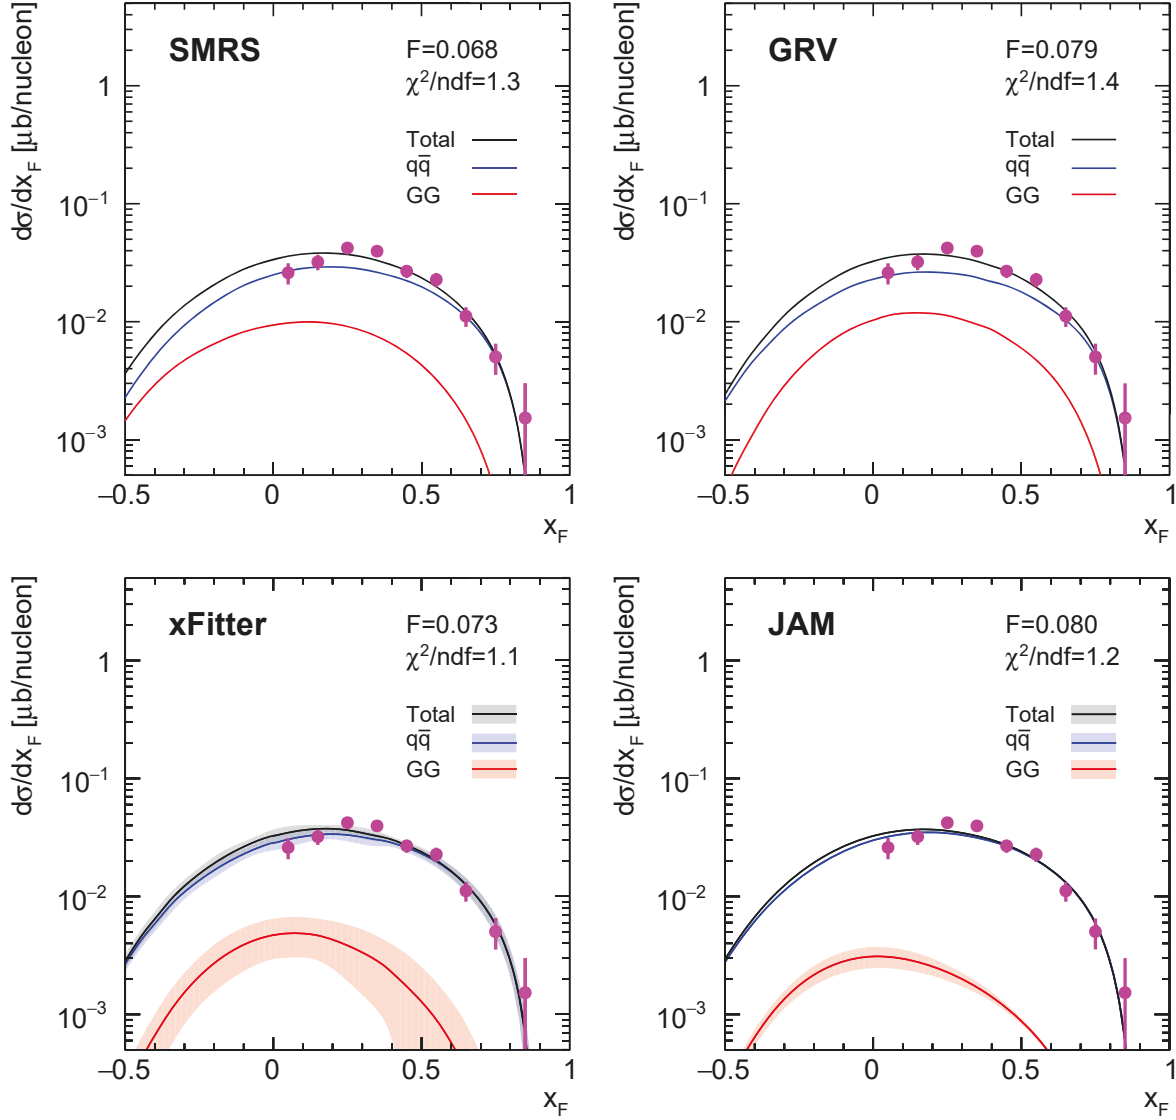 SMRS
F=0.068
χ²/ndf=1.3
Total
qq̅
GG
dσ/dx_F [μb/nucleon]
1
10⁻¹
10⁻²
10⁻³
−0.5 0 0.5 1
x_F
GRV
F=0.079
χ²/ndf=1.4
Total
qq̅
GG
dσ/dx_F [μb/nucleon]
1
10⁻¹
10⁻²
10⁻³
−0.5 0 0.5 1
x_F
xFitter
F=0.073
χ²/ndf=1.1
Total
qq̅
GG
dσ/dx_F [μb/nucleon]
1
10⁻¹
10⁻²
10⁻³
−0.5 0 0.5 1
x_F
JAM
F=0.080
χ²/ndf=1.2
Total
qq̅
GG
dσ/dx_F [μb/nucleon]
1
10⁻¹
10⁻²
10⁻³
−0.5 0 0.5 1
x_F